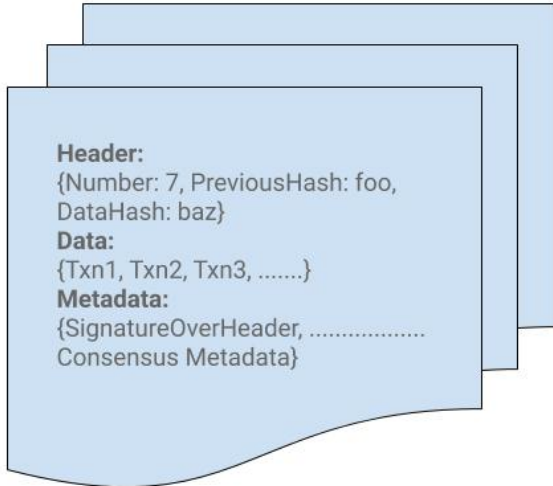 Header:
{Number: 7, PreviousHash: foo,
DataHash: baz}
Data:
{Txn1, Txn2, Txn3, .......}
Metadata:
{SignatureOverHeader, ..................
Consensus Metadata}